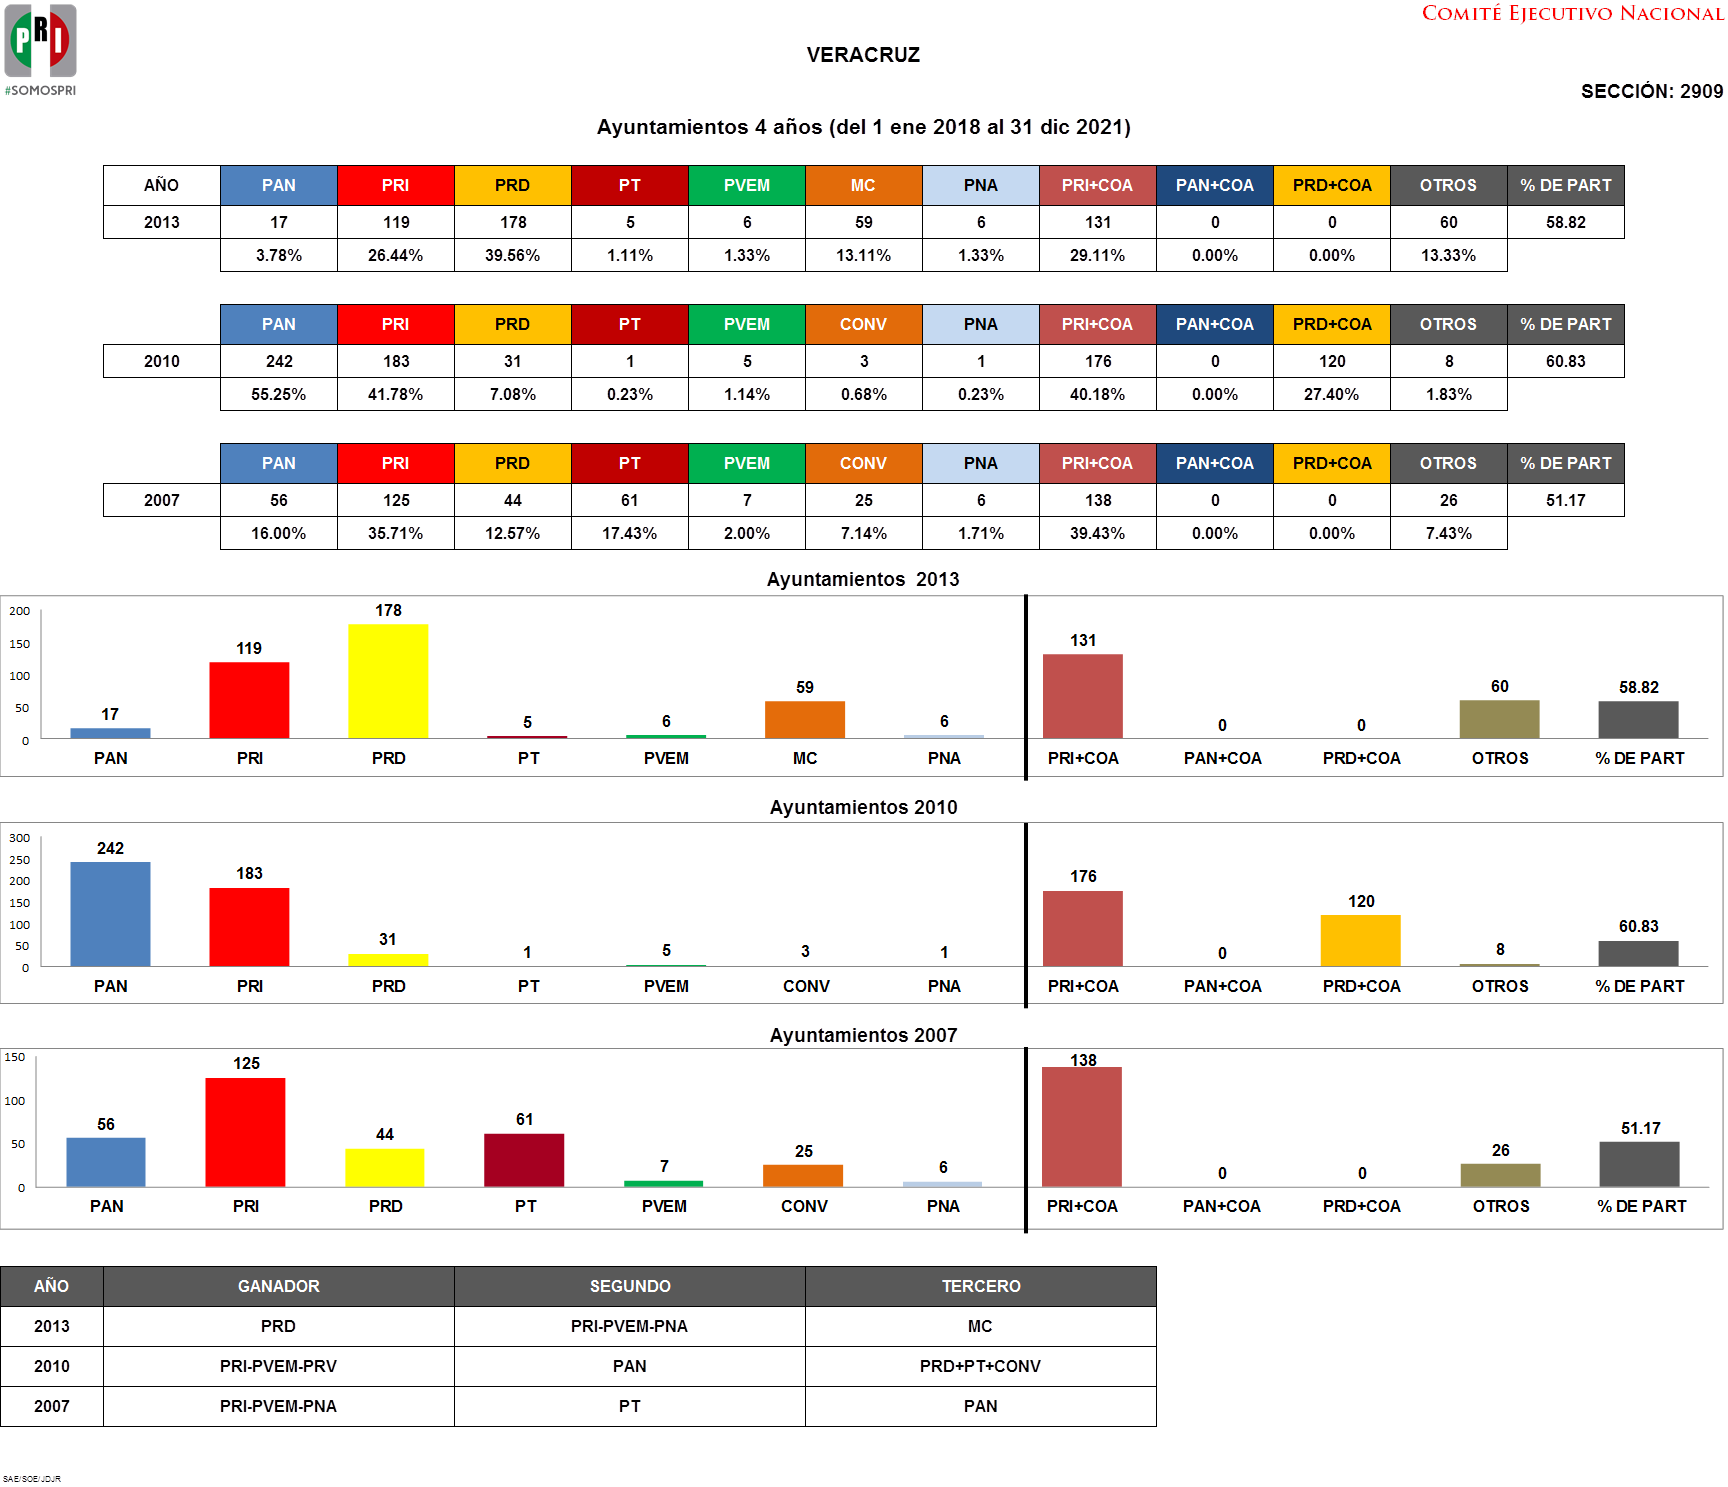 PRI
#SOMOSPRI
COMITÉ EJECUTIVO NACIONAL
VERACRUZ
SECCIÓN: 2909
Ayuntamientos 4 años (del 1 ene 2018 al 31 dic 2021)
AÑO PAN PRI PRD PT PVEM MC PNA PRI+COA PAN+COA PRD+COA OTROS % DE PART
2013 17 119 178 5 6 59 6 131 0 0 60 58.82
3.78% 26.44% 39.56% 1.11% 1.33% 13.11% 1.33% 29.11% 0.00% 0.00% 13.33%
PAN PRI PRD PT PVEM CONV PNA PRI+COA PAN+COA PRD+COA OTROS % DE PART
2010 242 183 31 1 5 3 1 176 0 120 8 60.83
55.25% 41.78% 7.08% 0.23% 1.14% 0.68% 0.23% 40.18% 0.00% 27.40% 1.83%
PAN PRI PRD PT PVEM CONV PNA PRI+COA PAN+COA PRD+COA OTROS % DE PART
2007 56 125 44 61 7 25 6 138 0 0 26 51.17
16.00% 35.71% 12.57% 17.43% 2.00% 7.14% 1.71% 39.43% 0.00% 0.00% 7.43%
Ayuntamientos 2013
200
150
100
50
0
17 119 178 5 6 59 6 131 0 0 60 58.82
PAN PRI PRD PT PVEM MC PNA PRI+COA PAN+COA PRD+COA OTROS % DE PART
Ayuntamientos 2010
300
250
200
150
100
50
0
242 183 31 1 5 3 1 176 0 120 8 60.83
PAN PRI PRD PT PVEM CONV PNA PRI+COA PAN+COA PRD+COA OTROS % DE PART
Ayuntamientos 2007
150
100
50
0
56 125 44 61 7 25 6 138 0 0 26 51.17
PAN PRI PRD PT PVEM CONV PNA PRI+COA PAN+COA PRD+COA OTROS % DE PART
AÑO GANADOR SEGUNDO TERCERO
2013 PRD PRI-PVEM-PNA MC
2010 PRI-PVEM-PRV PAN PRD+PT+CONV
2007 PRI-PVEM-PNA PT PAN
SAE/SOE/JDJR